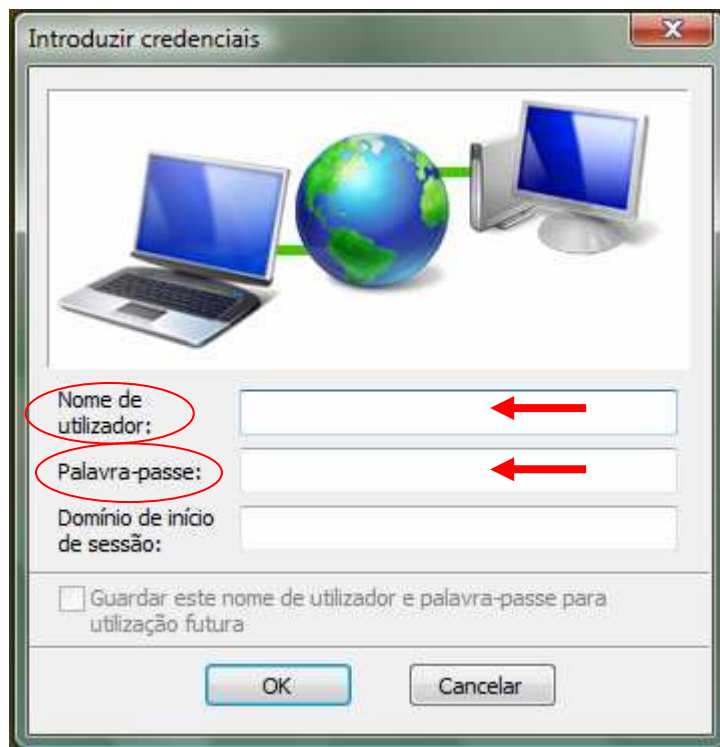 Introduzir credenciais
Nome de
utilizador:
Palavra-passe:
Domínio de início
de sessão:
Guardar este nome de utilizador e palavra-passe para
utilização futura
OK
Cancelar